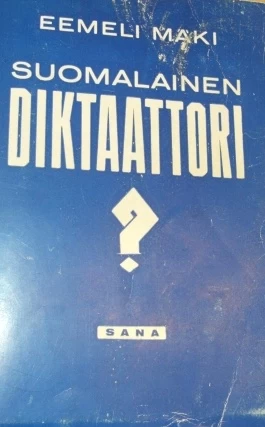 EEMELI MÄKI
SUOMALAINEN
DIKTAATTORI
?
SANA